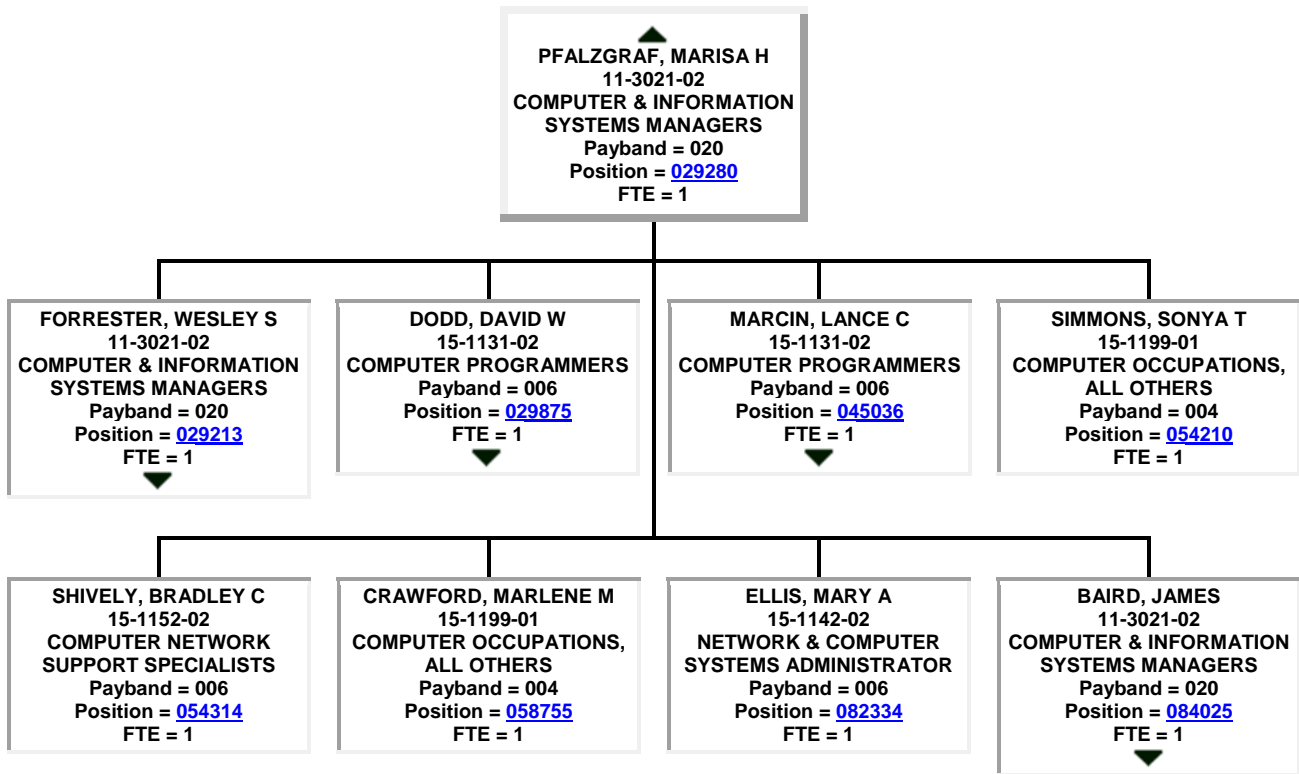 PFALZGRAF, MARISA H
11-3021-02
COMPUTER & INFORMATION
SYSTEMS MANAGERS
Payband = 020
Position = 029280
FTE = 1
FORRESTER, WESLEY S
11-3021-02
COMPUTER & INFORMATION
SYSTEMS MANAGERS
Payband = 020
Position = 029213
FTE = 1
DODD, DAVID W
15-1131-02
COMPUTER PROGRAMMERS
Payband = 006
Position = 029875
FTE = 1
MARCIN, LANCE C
15-1131-02
COMPUTER PROGRAMMERS
Payband = 006
Position = 045036
FTE = 1
SIMMONS, SONYA T
15-1199-01
COMPUTER OCCUPATIONS,
ALL OTHERS
Payband = 004
Position = 054210
FTE = 1
SHIVELY, BRADLEY C
15-1152-02
COMPUTER NETWORK
SUPPORT SPECIALISTS
Payband = 006
Position = 054314
FTE = 1
CRAWFORD, MARLENE M
15-1199-01
COMPUTER OCCUPATIONS,
ALL OTHERS
Payband = 004
Position = 058755
FTE = 1
ELLIS, MARY A
15-1142-02
NETWORK & COMPUTER
SYSTEMS ADMINISTRATOR
Payband = 006
Position = 082334
FTE = 1
BAIRD, JAMES
11-3021-02
COMPUTER & INFORMATION
SYSTEMS MANAGERS
Payband = 020
Position = 084025
FTE = 1